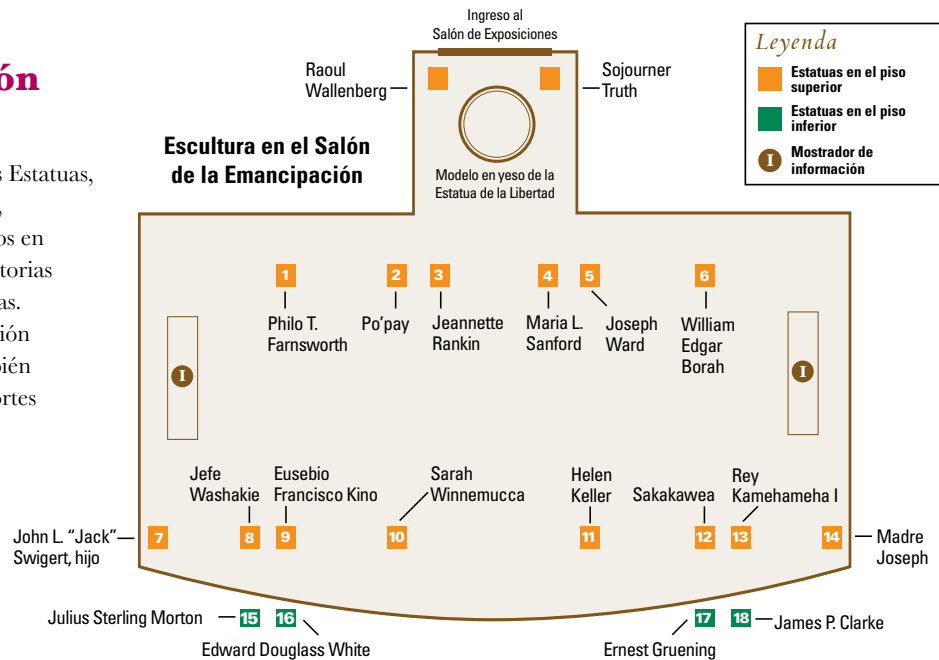 ón
s Estatuas,
,
os en
torias
as.
ión
bién
ortes
Ingreso al
Salón de Exposiciones
Raoul
Wallenberg
Sojourner
Truth
Escultura en el Salón
de la Emancipación
Modelo en yeso de la
Estatua de la Libertad
Leyenda
Estatuas en el piso
superior
Estatuas en el piso
inferior
I
Mostrador de
información
1
2
3
4
5
6
Philo T.
Farnsworth
Po'pay
Jeannette
Rankin
Maria L.
Sanford
Joseph
Ward
William
Edgar
Borah
I
I
Jefe
Washakie
Eusebio
Francisco Kino
Sarah
Winnemucca
Helen
Keller
Sakakawea
Rey
Kamehameha I
John L. "Jack"
Swigert, hijo
7
8
9
10
11
12
13
14
Madre
Joseph
Julius Sterling Morton
15
16
Edward Douglass White
17
18
Ernest Gruening
James P. Clarke